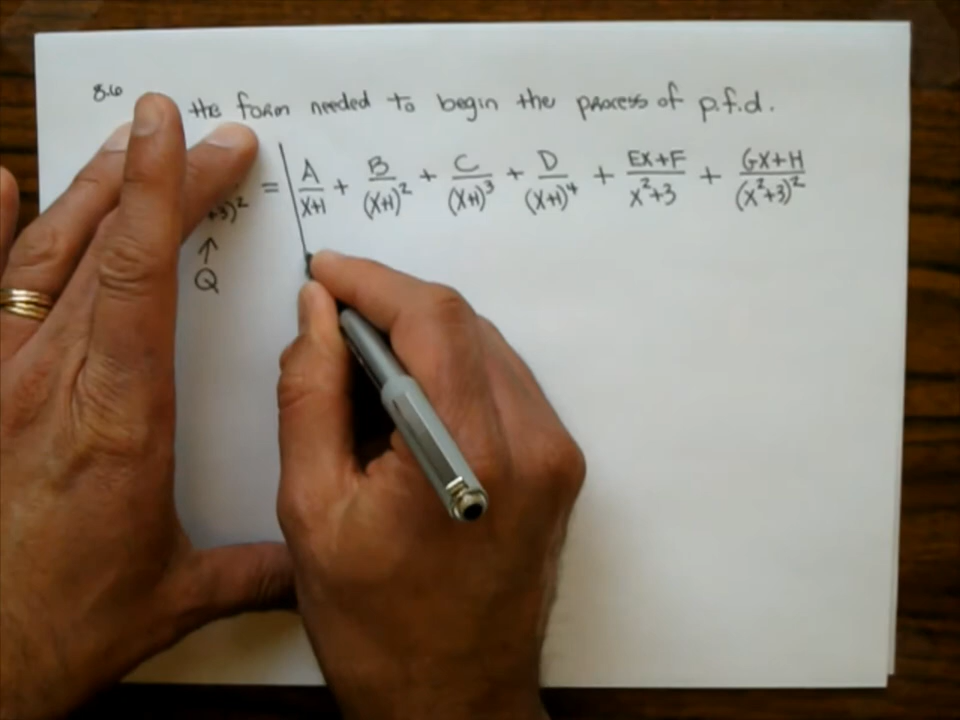 8.6 the form needed to begin the process of p.f.d.
+3)² = A/(X+1) + B/(X+1)² + C/(X+1)³ + D/(X+1)⁴ + (EX+F)/(X²+3) + (GX+H)/(X²+3)²
↑
Q